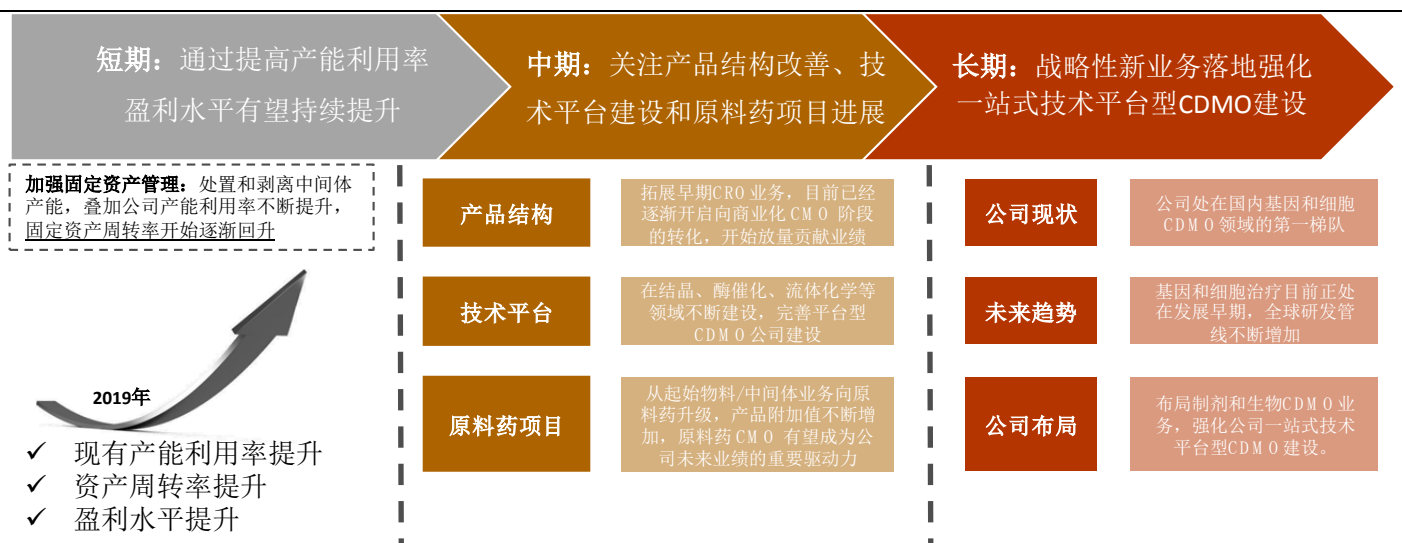 短期：通过提高产能利用率
盈利水平有望持续提升
中期：关注产品结构改善、技
术平台建设和原料药项目进展
长期：战略性新业务落地强化
一站式技术平台型CDMO建设
加强固定资产管理：处置和剥离中间体
产能，叠加公司产能利用率不断提升，
固定资产周转率开始逐渐回升
2019年
✓ 现有产能利用率提升
✓ 资产周转率提升
✓ 盈利水平提升
产品结构
拓展早期CRO 业务，目前已经
逐渐开启向商业化 CMO 阶段
的转化，开始放量贡献业绩
技术平台
在结晶、酶催化、流体化学等
领域不断建设，完善平台型
CDMO 公司建设
原料药项目
从起始物料/中间体业务向原
料药升级，产品附加值不断增
加，原料药 CMO 有望成为公
司未来业绩的重要驱动力
公司现状
公司处在国内基因和细胞
CDMO 领域的第一梯队
未来趋势
基因和细胞治疗目前正处
在发展早期，全球研发管
线不断增加
公司布局
布局制剂和生物CDMO 业
务，强化公司一站式技术
平台型CDMO 建设。